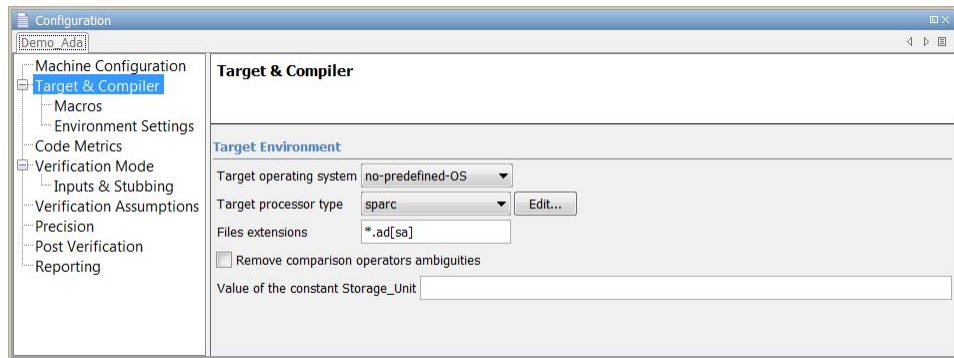 Configuration
Demo_Ada
Machine Configuration
Target & Compiler
Macros
Environment Settings
Code Metrics
Verification Mode
Inputs & Stubbing
Verification Assumptions
Precision
Post Verification
Reporting
Target & Compiler
Target Environment
Target operating system no-predefined-OS
Target processor type sparc Edit...
Files extensions *.ad[sa]
Remove comparison operators ambiguities
Value of the constant Storage_Unit